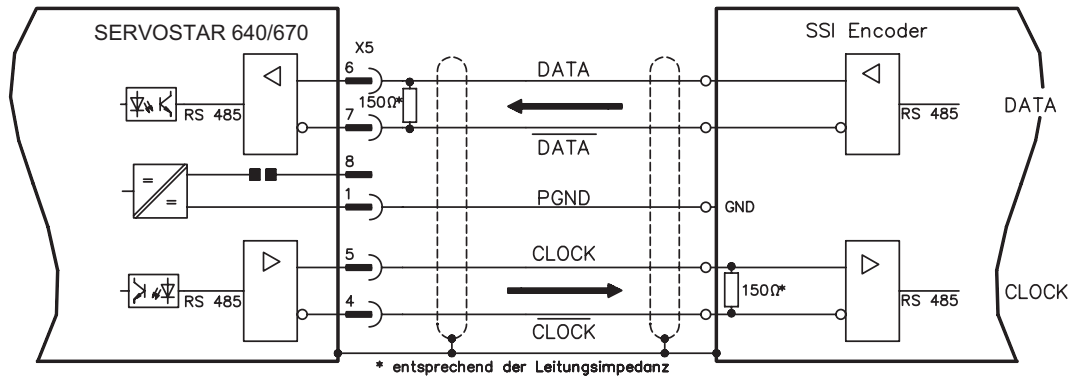 SERVOSTAR 640/670
X5
SSI Encoder
6
DATA
150Ω*
RS 485
RS 485
DATA
7
DATA
8
=
=
1
PGND
GND
5
CLOCK
150Ω*
RS 485
RS 485
CLOCK
4
CLOCK
* entsprechend der Leitungsimpedanz